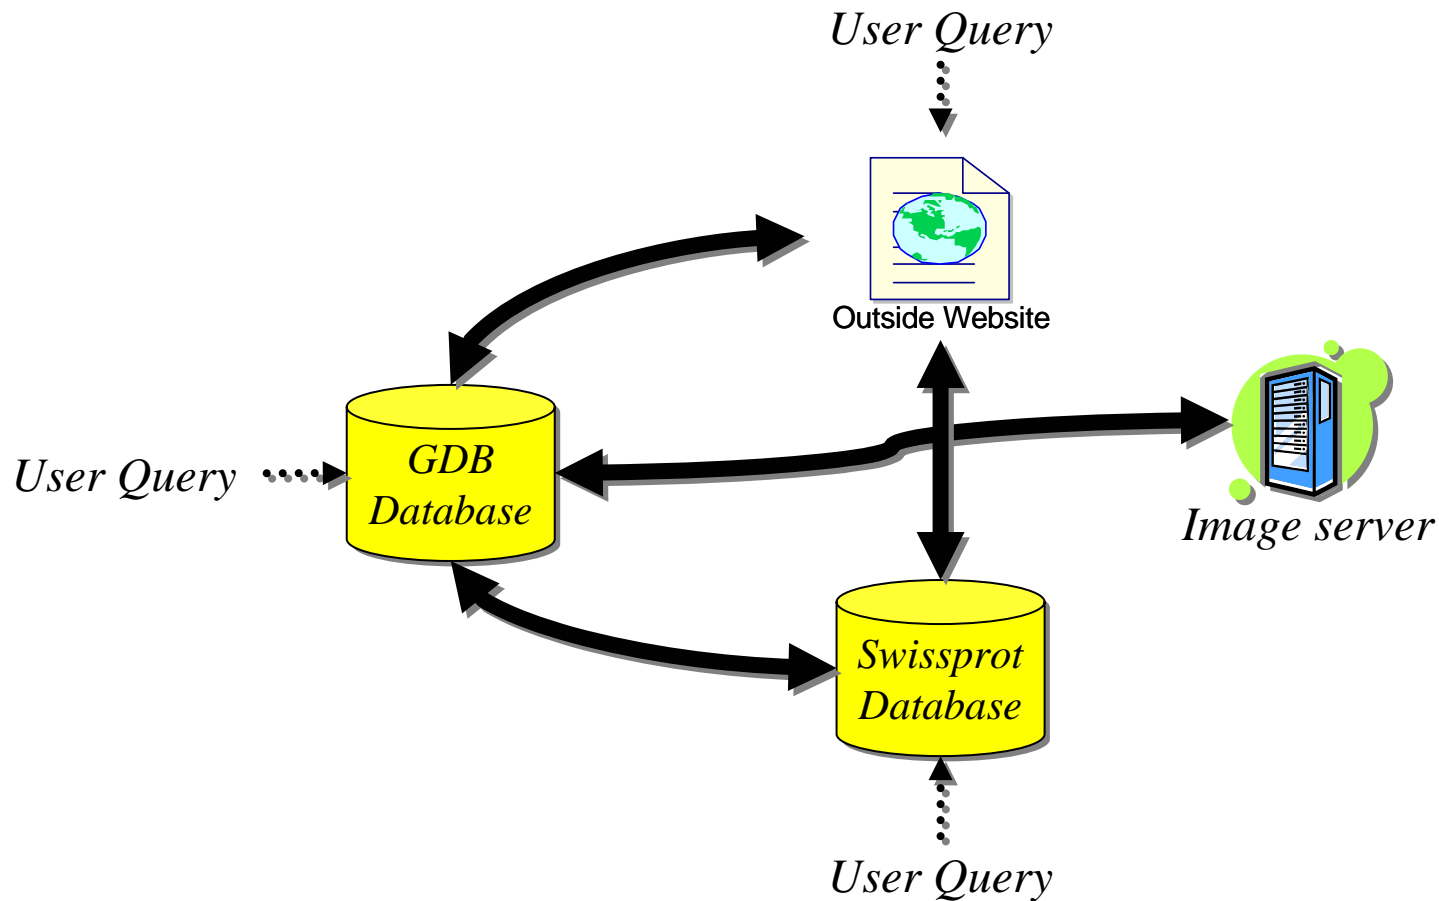 User Query
Outside Website
GDB
Database
User Query
Image server
Swissprot
Database
User Query